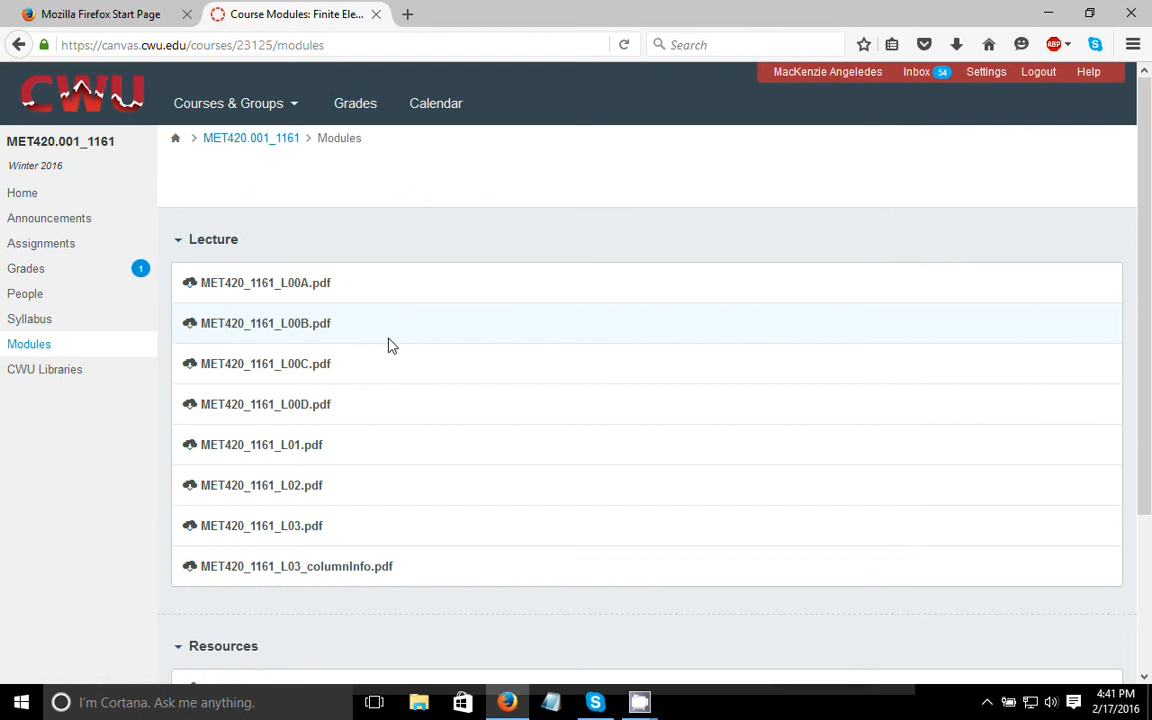 Mozilla Firefox Start Page
Course Modules: Finite Ele...
https://canvas.cwu.edu/courses/23125/modules
Search
ABP
CWU
Courses & Groups
Grades
Calendar
MacKenzie Angeledes
Inbox 54
Settings
Logout
Help
MET420.001_1161
Winter 2016
Home
Announcements
Assignments
Grades 1
People
Syllabus
Modules
CWU Libraries
MET420.001_1161 > Modules
Lecture
MET420_1161_L00A.pdf
MET420_1161_L00B.pdf
MET420_1161_L00C.pdf
MET420_1161_L00D.pdf
MET420_1161_L01.pdf
MET420_1161_L02.pdf
MET420_1161_L03.pdf
MET420_1161_L03_columnInfo.pdf
Resources
I'm Cortana. Ask me anything.
4:41 PM
2/17/2016